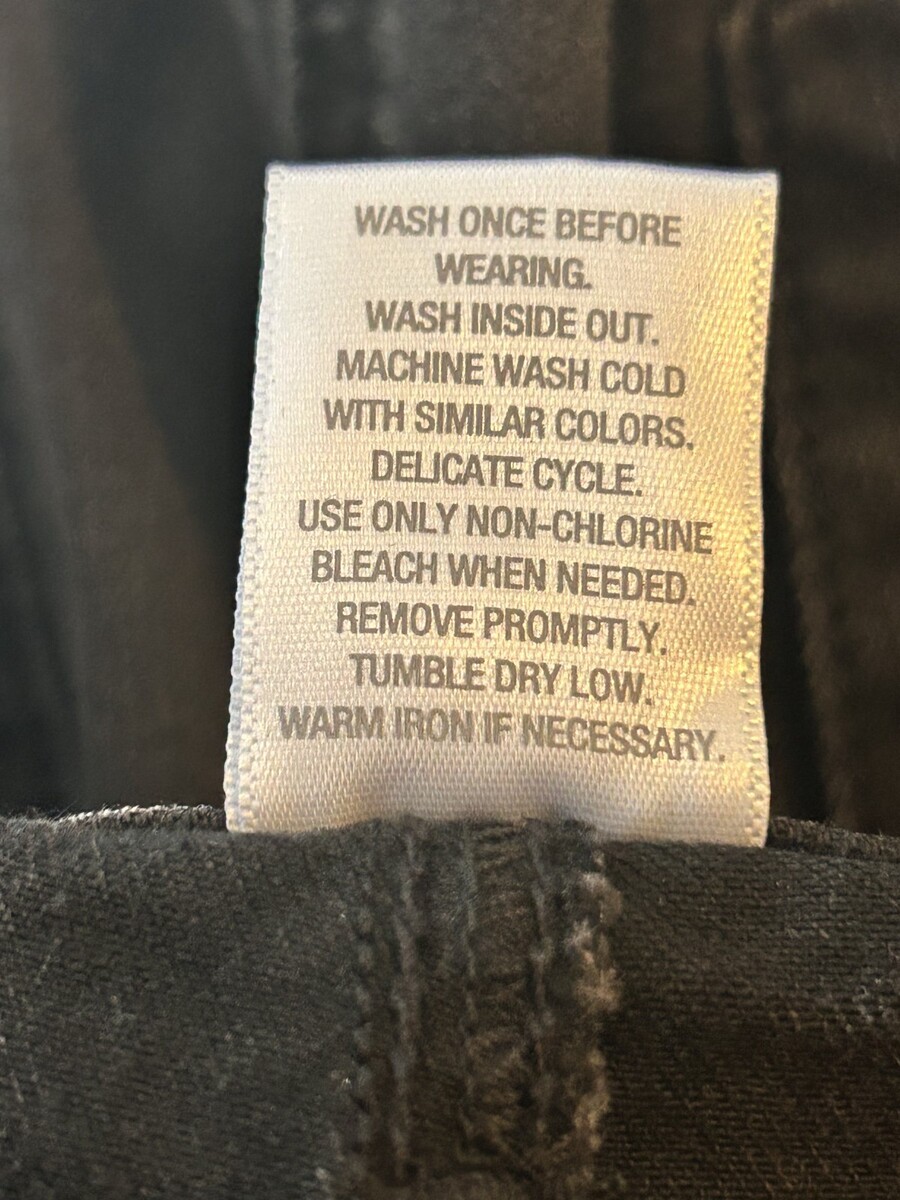 WASH ONCE BEFORE
WEARING.
WASH INSIDE OUT.
MACHINE WASH COLD
WITH SIMILAR COLORS.
DELICATE CYCLE.
USE ONLY NON-CHLORINE
BLEACH WHEN NEEDED.
REMOVE PROMPTLY.
TUMBLE DRY LOW.
WARM IRON IF NECESSARY.